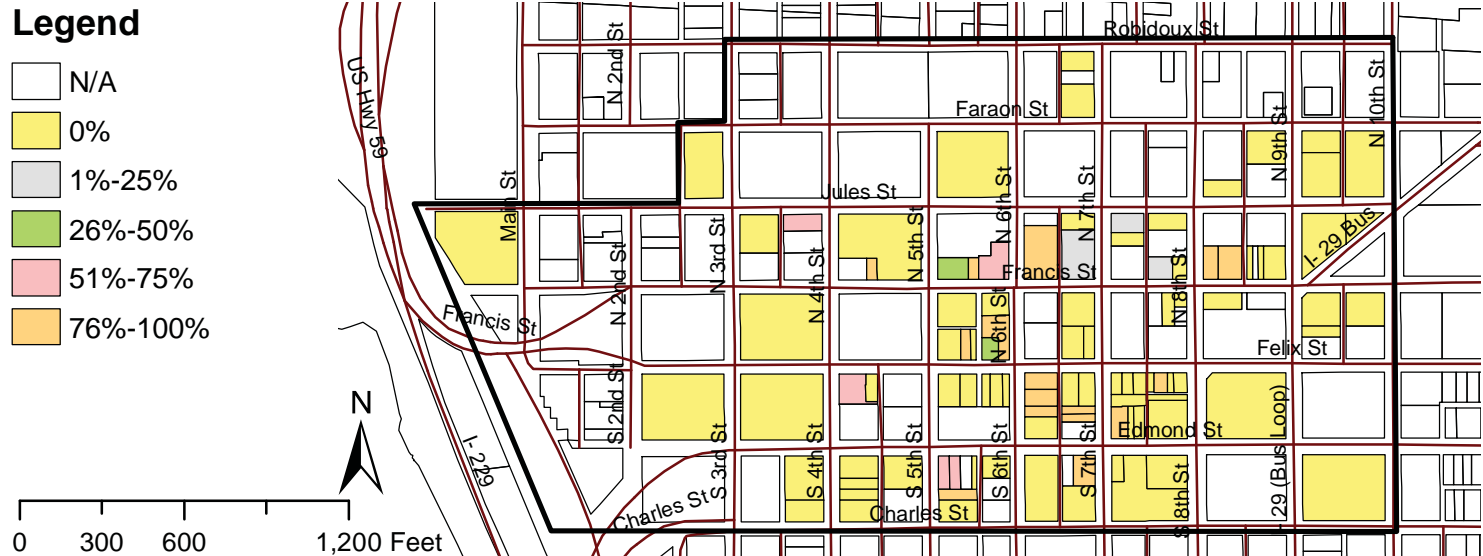 Legend
N/A
0%
1%-25%
26%-50%
51%-75%
76%-100%
N
0 300 600 1,200 Feet
US Hwy 59
I- 229
Main St
N 2nd St
Robidoux St
Faraon St
N 10th St
N 9th St
Jules St
N 3rd St
N 2nd St
N 4th St
N 5th St
N 6th St
N 7th St
N 8th St
I- 29 Bus
Francis St
Francis St
N 6th St
Felix St
S 2nd St
Edmond St
S 3rd St
S 4th St
S 5th St
S 6th St
S 7th St
S 8th St
I- 29 (Bus Loop)
Charles St
Charles St